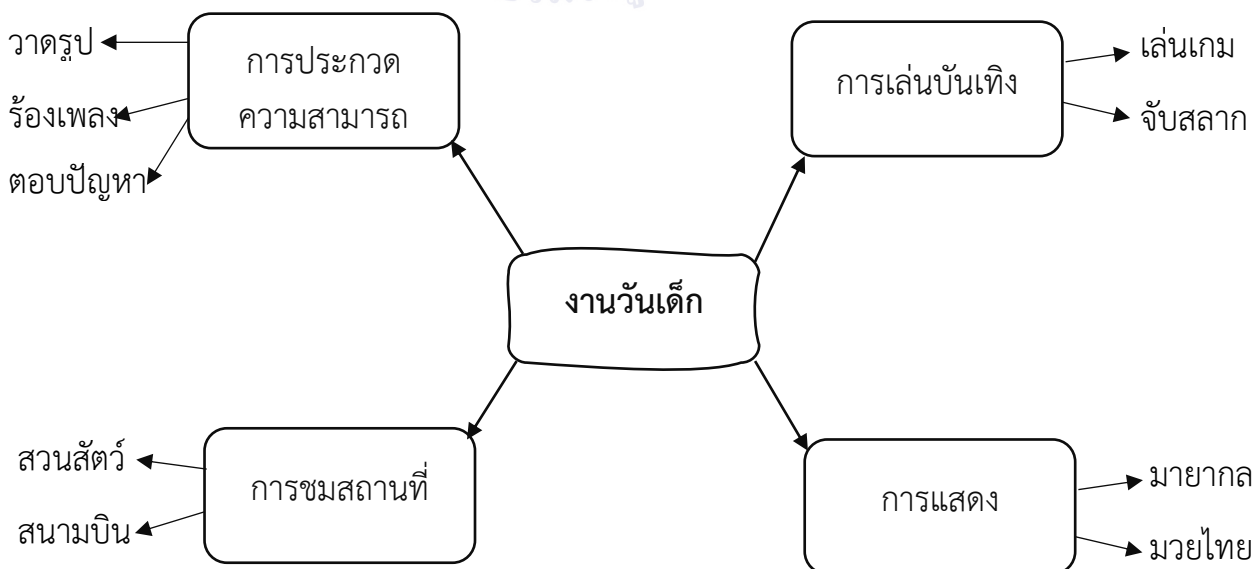 วาดรูป
ร้องเพลง
ตอบปัญหา
การประกวด
ความสามารถ
การเล่นบันเทิง
เล่นเกม
จับสลาก
งานวันเด็ก
สวนสัตว์
สนามบิน
การชมสถานที่
การแสดง
มายากล
มวยไทย